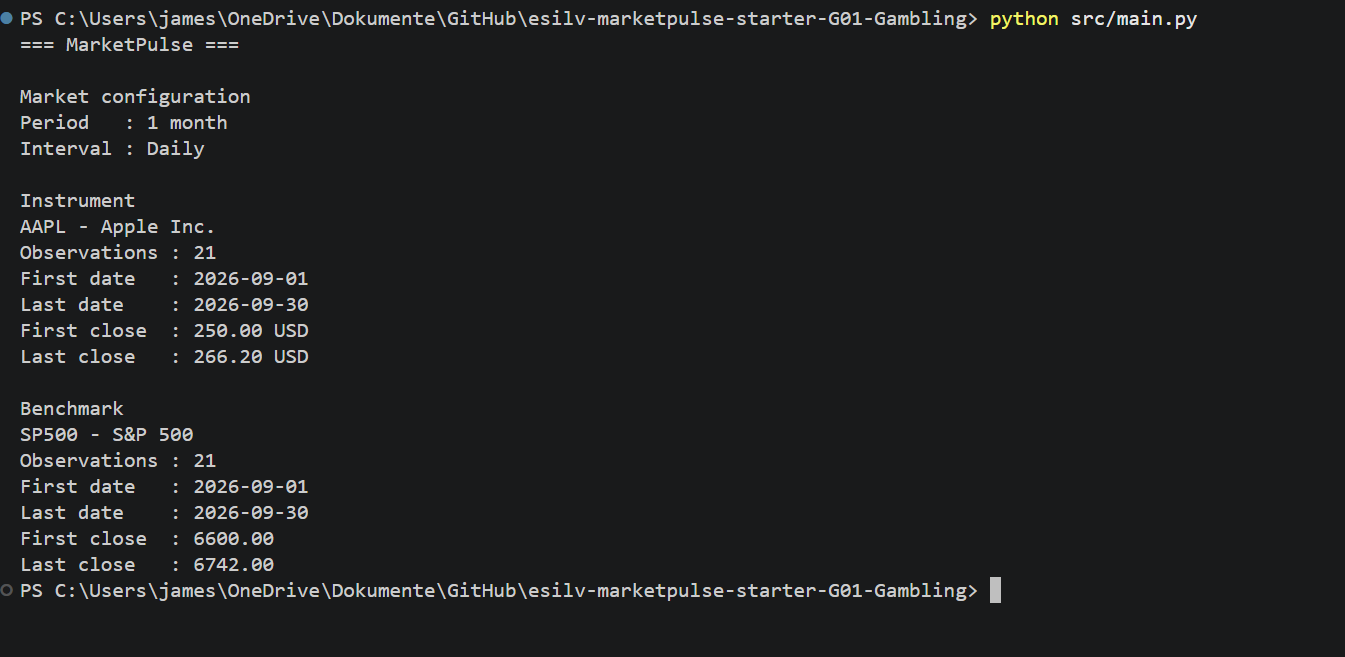 PS C:\Users\james\OneDrive\Dokumente\GitHub\esilv-marketpulse-starter-G01-Gambling> python src/main.py
=== MarketPulse ===
Market configuration
Period   : 1 month
Interval : Daily
Instrument
AAPL - Apple Inc.
Observations : 21
First date   : 2026-09-01
Last date    : 2026-09-30
First close  : 250.00 USD
Last close   : 266.20 USD
Benchmark
SP500 - S&P 500
Observations : 21
First date   : 2026-09-01
Last date    : 2026-09-30
First close  : 6600.00
Last close   : 6742.00
PS C:\Users\james\OneDrive\Dokumente\GitHub\esilv-marketpulse-starter-G01-Gambling>